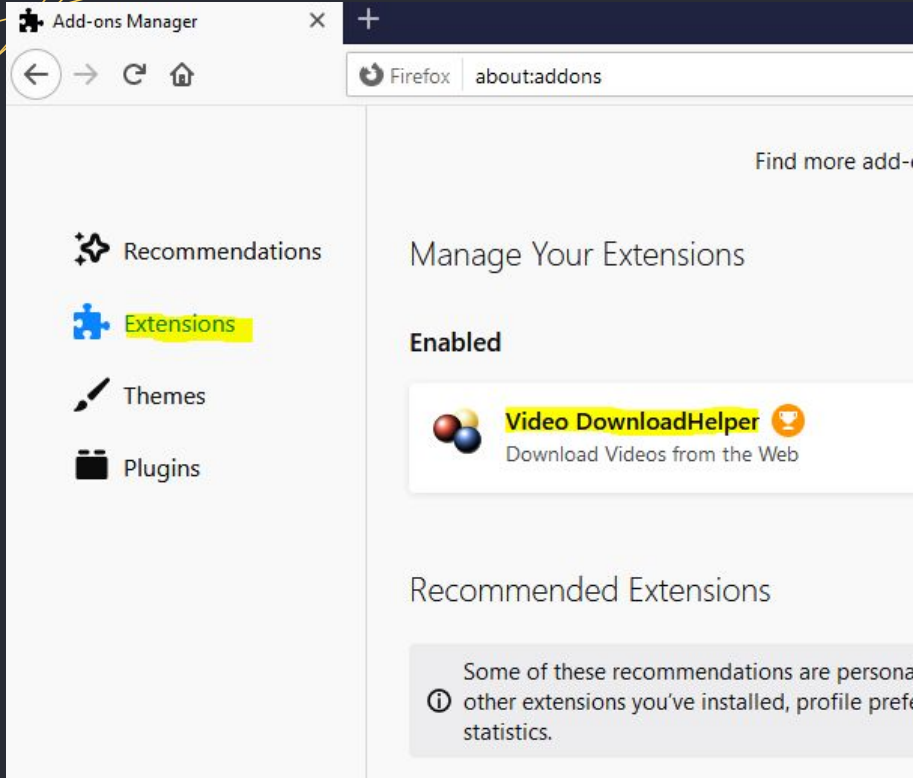 Add-ons Manager
Firefox about:addons
Find more add-
Recommendations
Extensions
Themes
Plugins
Manage Your Extensions
Enabled
Video DownloadHelper
Download Videos from the Web
Recommended Extensions
Some of these recommendations are persona
other extensions you've installed, profile prefe
statistics.